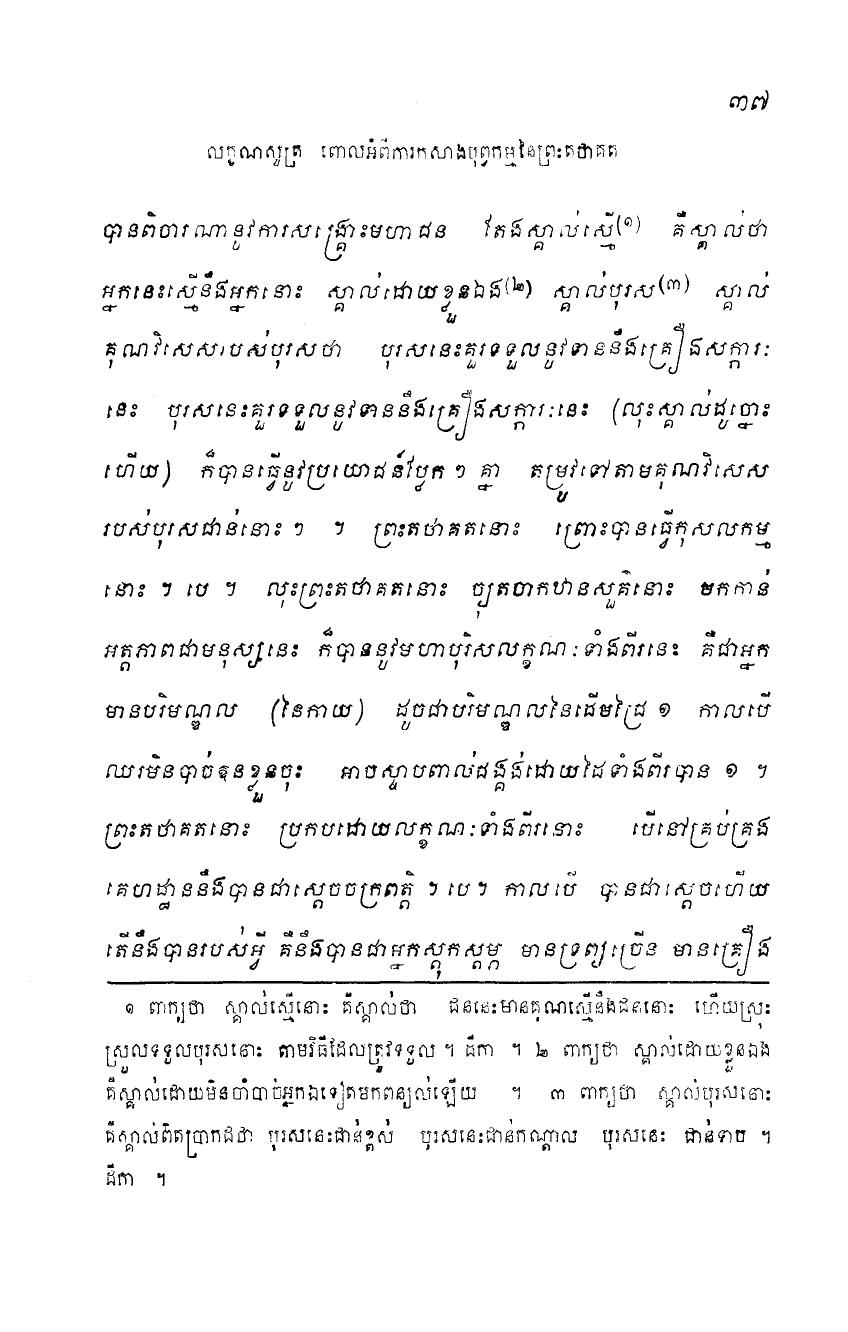 ៣៧
លក្ខណសូត្រ ពោលអំពីការកសាងបុព្វកម្មនៃព្រះតថាគត
បានពិចារណានូវការសង្គ្រោះមហាជន តែងស្គាល់ស្មើ(១) គឺស្គាល់ថា
អ្នកនេះស្មើនឹងអ្នកនោះ ស្គាល់ដោយខ្លួនឯង(២) ស្គាល់បុរស(៣) ស្គាល់
គុណវិសេសរបស់បុរសថា បុរសនេះគួរទទួលនូវទាននឹងគ្រឿងសក្ការៈ
នេះ បុរសនេះគួរទទួលនូវទាននឹងគ្រឿងសក្ការៈនេះ (លុះស្គាល់ដូច្នោះ
ហើយ) ក៏បានធ្វើនូវប្រយោជន៍ប្លែក ៗ គ្នា តម្រូវទៅតាមគុណវិសេស
របស់បុរសជាន់នោះ ៗ ។ ព្រះតថាគតនោះ ព្រោះបានធ្វើកុសលកម្ម
នោះ ។ បេ ។ លុះព្រះតថាគតនោះ ច្យុតចាកឋានសួគ៌នោះ មកកាន់
អត្តភាពជាមនុស្សនេះ ក៏បាននូវមហាបុរិសលក្ខណៈទាំងពីរនេះ គឺជាអ្នក
មានបរិមណ្ឌល (នៃកាយ) ដូចជាបរិមណ្ឌលនៃដើមជ្រៃ ១ កាលបើ
ឈរមិនបាច់ឱនខ្លួនចុះ អាចស្ទាបពាល់ជង្គង់ដោយដៃទាំងពីរបាន ១ ។
ព្រះតថាគតនោះ ប្រកបដោយលក្ខណៈទាំងពីរនោះ បើនៅគ្រប់គ្រង
គេហដ្ឋាននឹងបានជាស្តេចចក្រពត្តិ ។ បេ ។ កាលបើ បានជាស្តេចហើយ
តើនឹងបានរបស់អ្វី គឺនឹងបានជាអ្នកស្តុកស្តម្ភ មានទ្រព្យច្រើន មានគ្រឿង
១ ពាក្យថា ស្គាល់ស្មើនោះ គឺស្គាល់ថា ជននេះមានគុណស្មើនឹងជននោះ ហើយស្រុះ
ស្រួលទទួលបុរសនោះ តាមវិធីដែលត្រូវទទួល ។ ដីកា ។ ២ ពាក្យថា ស្គាល់ដោយខ្លួនឯង
គឺស្គាល់ដោយមិនចាំបាច់អ្នកឯទៀតមកពន្យល់ឡើយ ។ ៣ ពាក្យថា ស្គាល់បុរសនោះ
គឺស្គាល់ពិតប្រាកដថា បុរសនេះជាន់ខ្ពស់ បុរសនេះជាន់កណ្តាល បុរសនេះ ជាន់ទាប ។
ដីកា ។